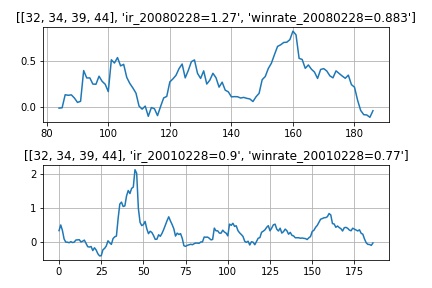 [[32, 34, 39, 44], 'ir_20080228=1.27', 'winrate_20080228=0.883']
0.5
0.0
80 100 120 140 160 180
[[32, 34, 39, 44], 'ir_20010228=0.9', 'winrate_20010228=0.77']
2
1
0
0 25 50 75 100 125 150 175